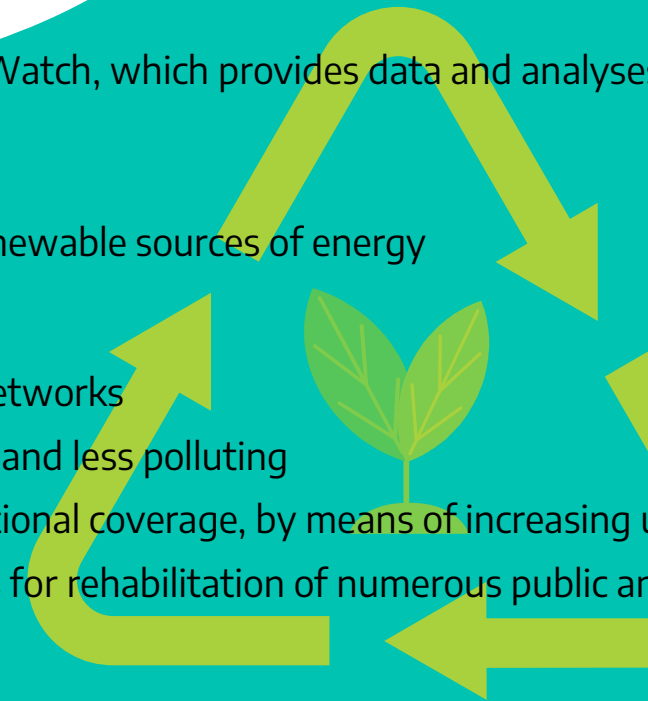 Watch, which provides data and analyses
newable sources of energy
etworks
and less polluting
tional coverage, by means of increasing u
for rehabilitation of numerous public an